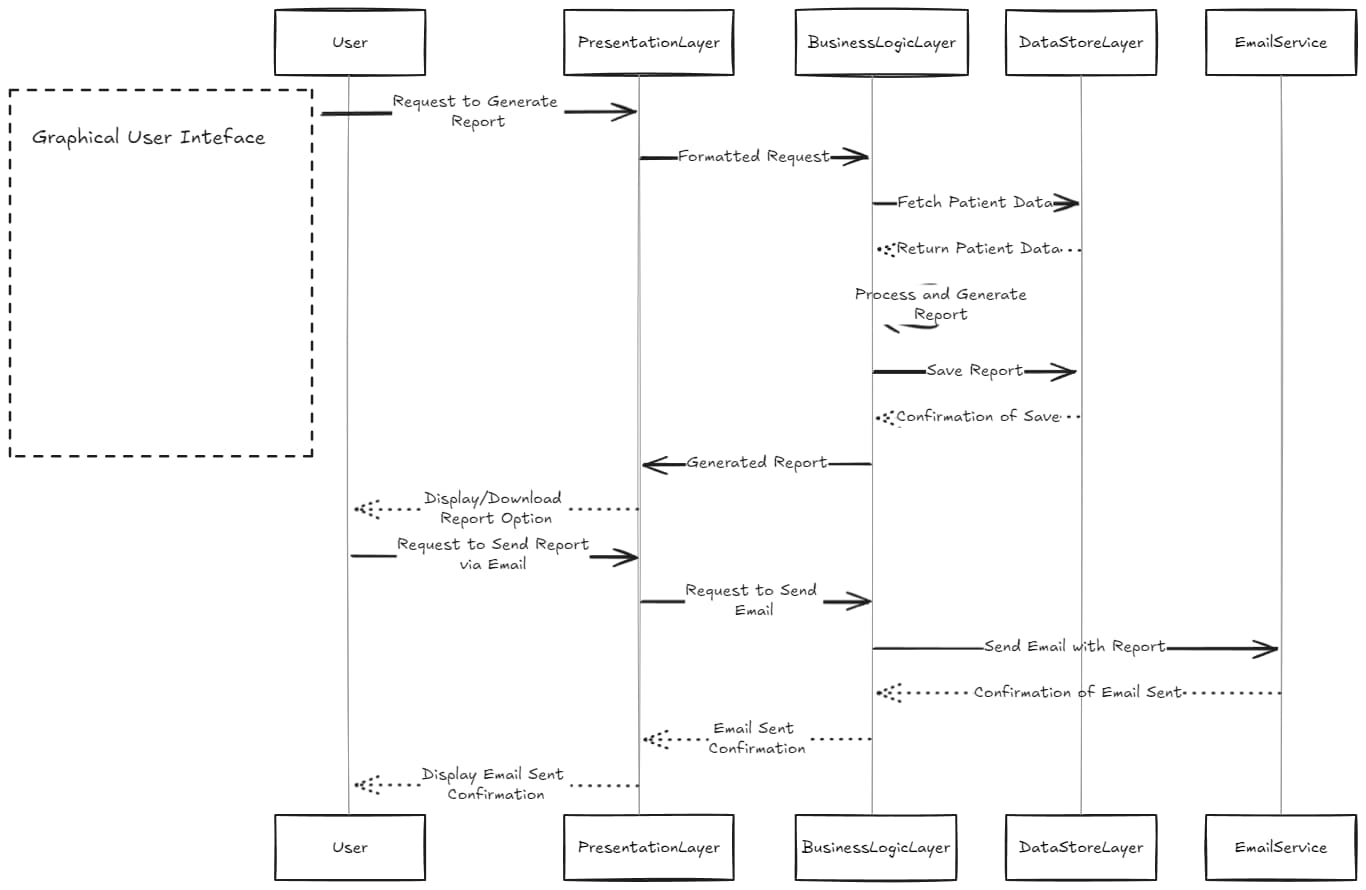 User
PresentationLayer
BusinessLogicLayer
DataStoreLayer
EmailService
Graphical User Inteface
Request to Generate
Report
Formatted Request
Fetch Patient Data
Return Patient Data
Process and Generate
Report
Save Report
Confirmation of Save
Generated Report
Display/Download
Report Option
Request to Send Report
via Email
Request to Send
Email
Send Email with Report
Confirmation of Email Sent
Email Sent
Confirmation
Display Email Sent
Confirmation
User
PresentationLayer
BusinessLogicLayer
DataStoreLayer
EmailService